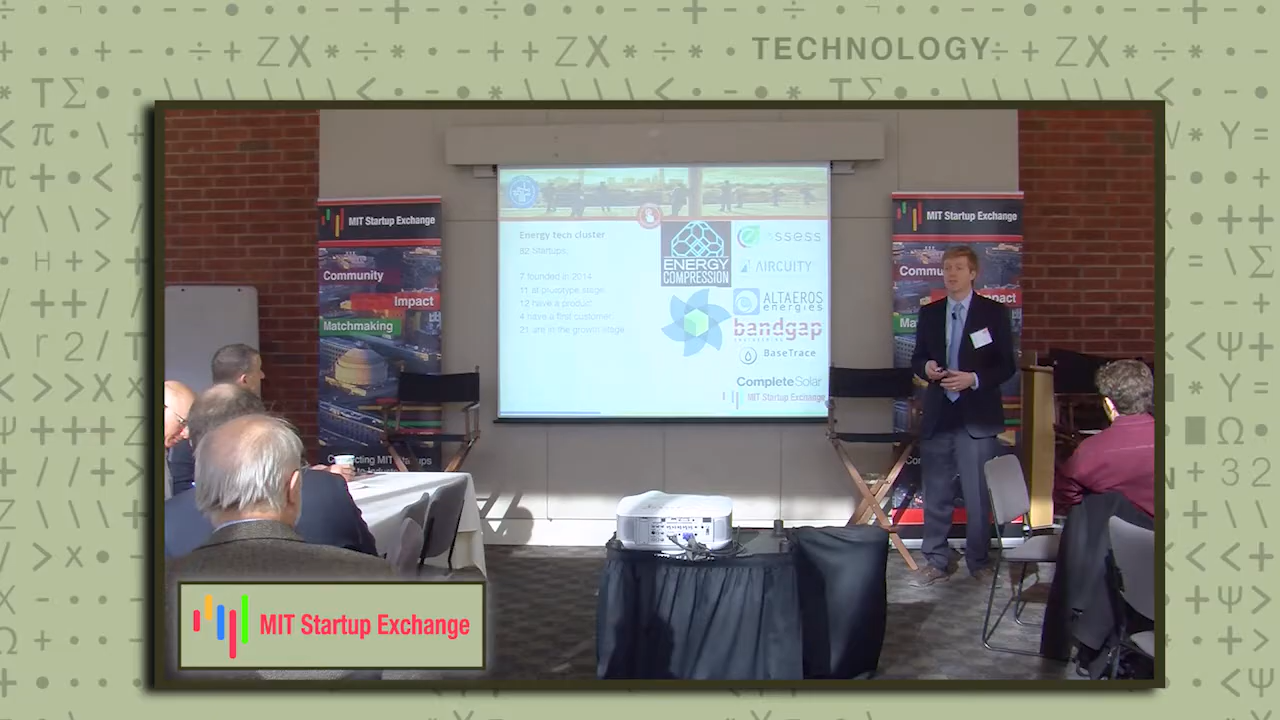 TECHNOLOGY
MIT Startup Exchange
Community
Impact
Matchmaking
Energy tech cluster
82 Startups,
7 founded in 2014
11 at prototype stage
12 have a product
4 have a first customer
21 are in the growth stage
ENERGY
COMPRESSION
essess
AIRCUITY
ALTAEROS
energies
bandgap
BaseTrace
CompleteSolar
MIT Startup Exchange
MIT Startup Exchange
MIT Startup Exchange